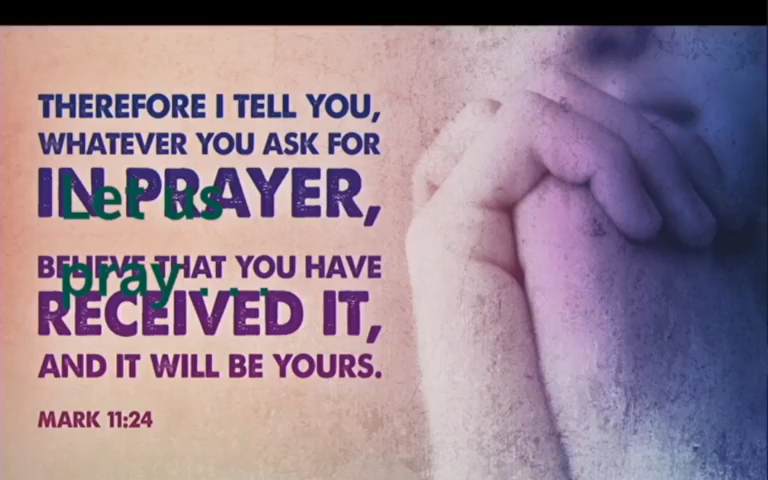 THEREFORE I TELL YOU,
WHATEVER YOU ASK FOR
IN PRAYER,
Let us
BELIEVE THAT YOU HAVE
pray . . .
RECEIVED IT,
AND IT WILL BE YOURS.
MARK 11:24